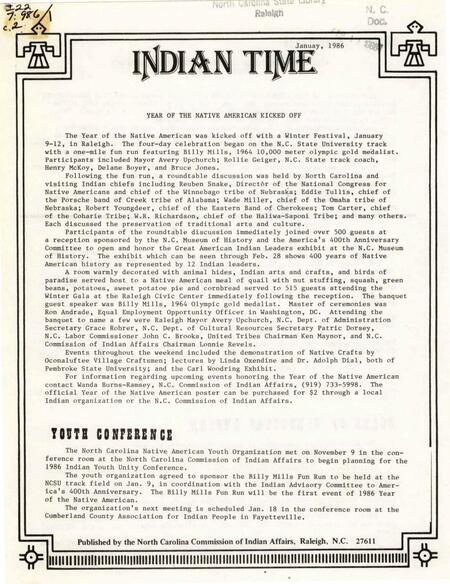 North Carolina State Library
Raleigh
N. C.
Doc.
c.2
Januay, 1986
INDIAN TIME
YEAR OF THE NATIVE AMERICAN KICKED OFF
The Year of the Native American was kicked off with a Winter Festival, January
9-12, in Raleigh. The four-day celebration began on the N.C. State University track
with a one-mile fun run featuring Billy Mills, 1964 10,000 meter olympic gold medalist.
Participants included Mayor Avery Upchurch; Rollie Geiger, N.C. State track coach,
Henry McKoy, Delane Boyer, and Bruce Jones.
Following the fun run, a roundtable discussion was held by North Carolina and
visiting Indian chiefs including Reuben Snake, Director of the National Congress for
Native Americans and chief of the Winnebago tribe of Nebraska; Eddie Tullis, chief of
the Porsche band of Creek tribe of Alabama; Wade Miller, chief of the Omaha tribe of
Nebraska; Robert Youngdeer, chief of the Eastern Band of Cherokees; Tom Carter, chief
of the Coharie Tribe; W.R. Richardson, chief of the Haliwa-Saponi Tribe; and many others.
Each discussed the preservation of traditional arts and culture.
Participants of the roundtable discussion immediately joined over 500 guests at
a reception sponsored by the N.C. Museum of History and the America's 400th Anniversary
Committee to open and honor the Great American Indian Leaders exhibit at the N.C. Museum
of History. The exhibit which can be seen through Feb. 28 shows 400 years of Native
American history as represented by 12 Indian leaders.
A room warmly decorated with animal hides, Indian arts and crafts, and birds of
paradise served host to a Native American meal of quail with nut stuffing, squash, green
beans, potatoes, sweet potatoe pie and cornbread served to 515 guests attending the
Winter Gala at the Raleigh Civic Center immediately following the reception. The banquet
guest speaker was Billy Mills, 1964 Olympic gold medalist. Master of ceremonies was
Ron Andrade, Equal Employment Opportunity Officer in Washington, DC. Attending the
banquet to name a few were Raleigh Mayor Avery Upchurch, N.C. Dept. of Administration
Secretary Grace Rohrer, N.C. Dept. of Cultural Resources Secretary Patric Dorsey,
N.C. Labor Commissioner John C. Brooks, United Tribes Chairman Ken Maynor, and N.C.
Commission of Indian Affairs Chairman Lonnie Revels.
Events throughout the weekend included the demonstration of Native Crafts by
Oconaluftee Village Craftsmen; lectures by Linda Oxendine and Dr. Adolph Dial, both of
Pembroke State University; and the Carl Wooding Exhibit.
For information regarding upcoming events honoring the Year of the Native American
contact Wanda Burns-Ramsey, N.C. Commission of Indian Affairs, (919) 733-5998. The
official Year of the Native American poster can be purchased for $2 through a local
Indian organization or the N.C. Commission of Indian Affairs.
YOUTH CONFERENCE
The North Carolina Native American Youth Organization met on November 9 in the con-
ference room at the North Carolina Commission of Indian Affairs to begin planning for the
1986 Indian Youth Unity Conference.
The youth organization agreed to sponsor the Billy Mills Fun Run to be held at the
NCSU track field on Jan. 9, in coordination with the Indian Advisory Committee to Amer-
ica's 400th Anniversary. The Billy Mills Fun Run will be the first event of 1986 Year
of the Native American.
The organization's next meeting is scheduled Jan. 18 in the conference room at the
Cumberland County Association for Indian People in Fayetteville.
Published by the North Carolina Commission of Indian Affairs, Raleigh, N.C. 27611